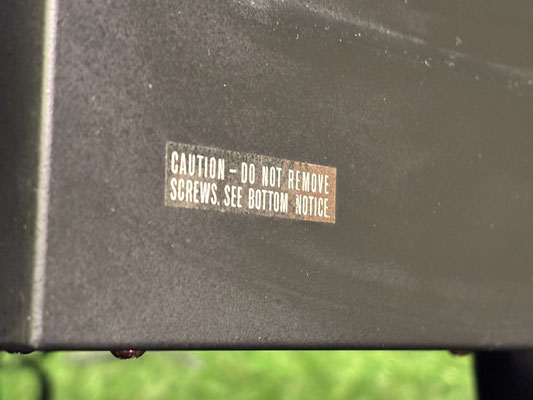 CAUTION – DO NOT REMOVE
SCREWS. SEE BOTTOM NOTICE.